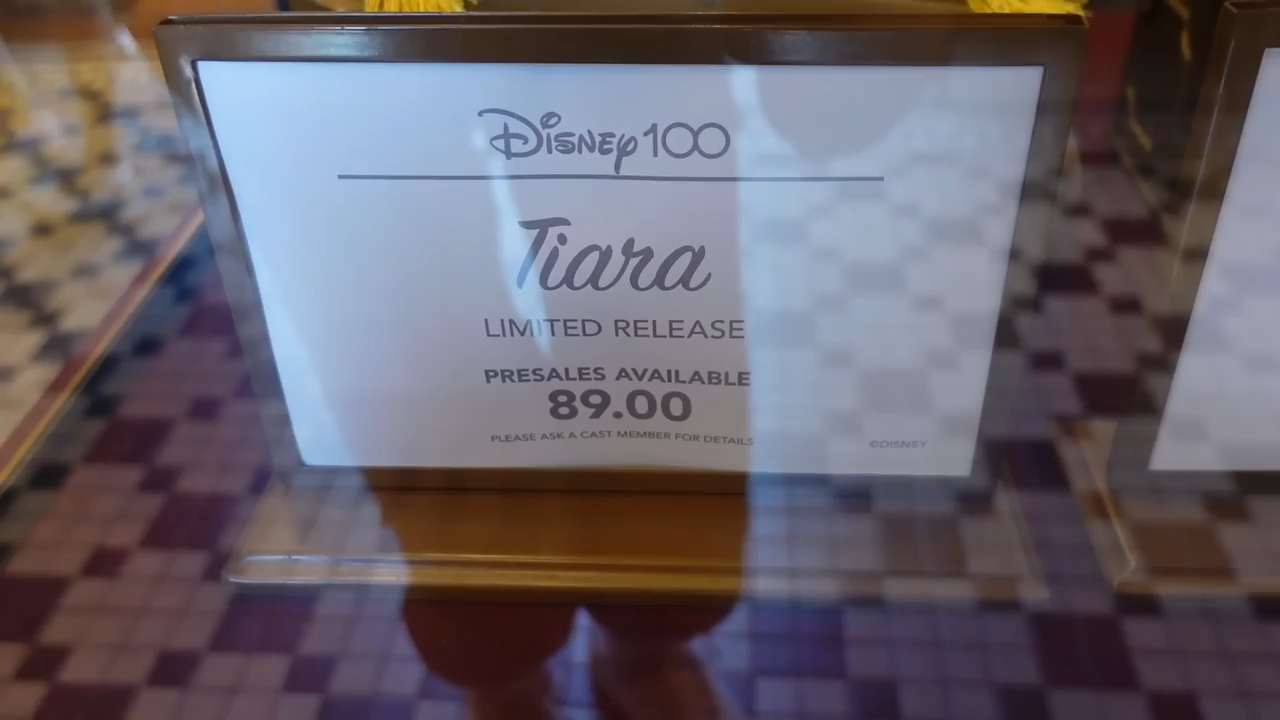 Disney100
Tiara
LIMITED RELEASE
PRESALES AVAILABLE
89.00
PLEASE ASK A CAST MEMBER FOR DETAILS
©DISNEY